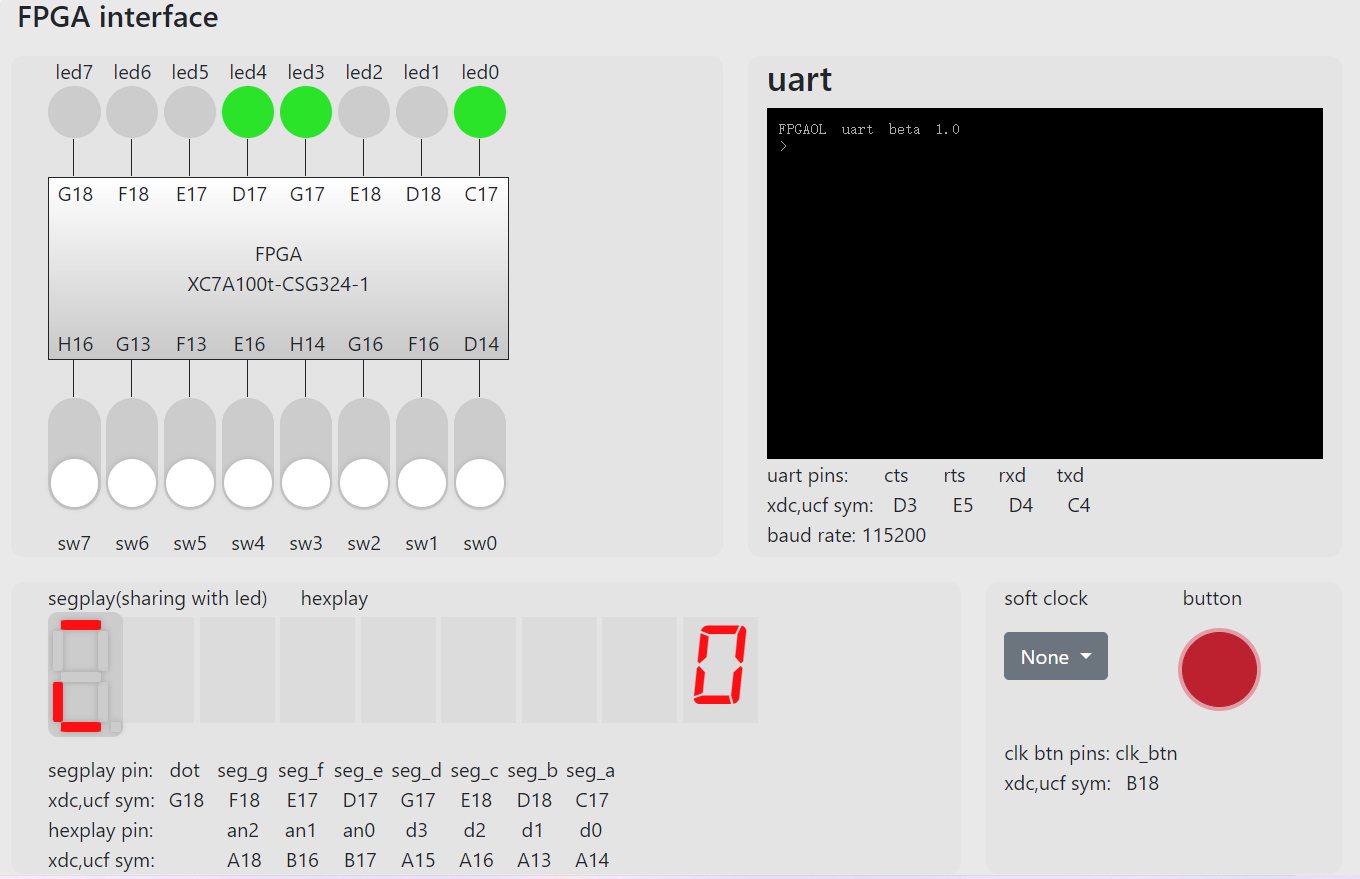 FPGA interface
led7 led6 led5 led4 led3 led2 led1 led0
G18 F18 E17 D17 G17 E18 D18 C17
FPGA
XC7A100t-CSG324-1
H16 G13 F13 E16 H14 G16 F16 D14
sw7 sw6 sw5 sw4 sw3 sw2 sw1 sw0
uart
FPGAOL uart beta 1.0
>
uart pins: cts rts rxd txd
xdc,ucf sym: D3 E5 D4 C4
baud rate: 115200
segplay(sharing with led) hexplay
0
segplay pin: dot seg_g seg_f seg_e seg_d seg_c seg_b seg_a
xdc,ucf sym: G18 F18 E17 D17 G17 E18 D18 C17
hexplay pin: an2 an1 an0 d3 d2 d1 d0
xdc,ucf sym: A18 B16 B17 A15 A16 A13 A14
soft clock button
None
clk btn pins: clk_btn
xdc,ucf sym: B18